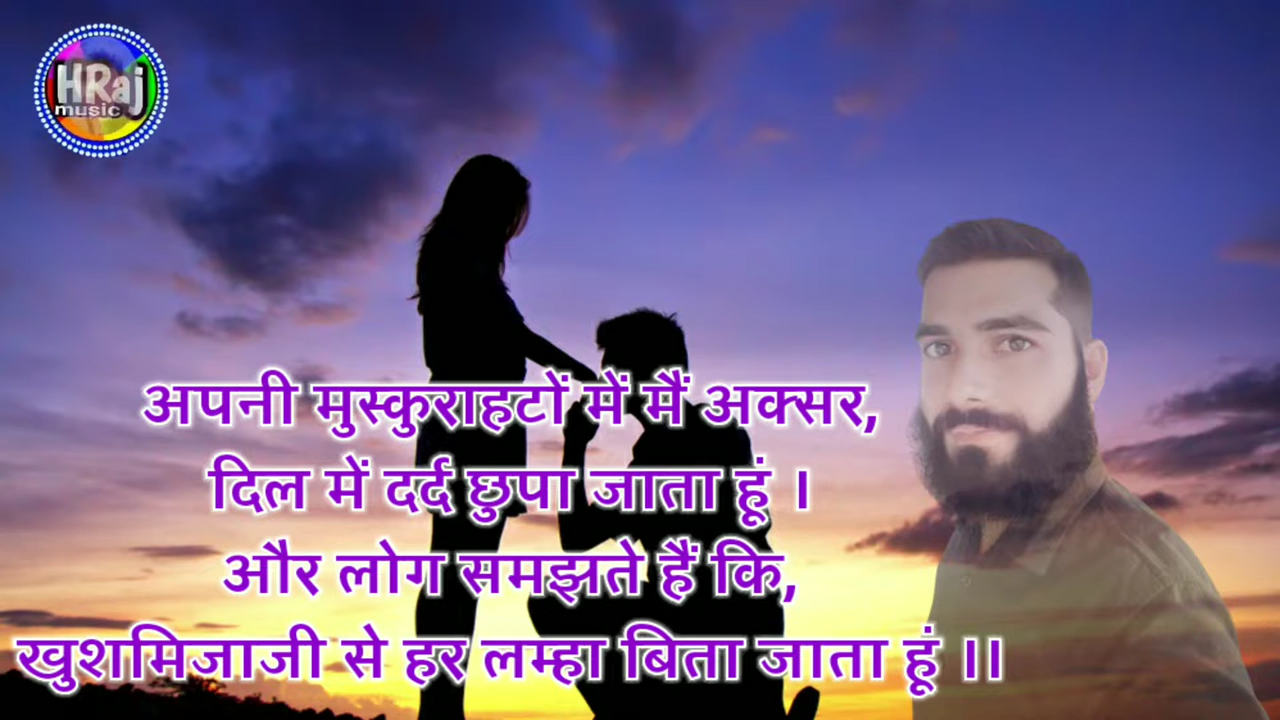 HRaj
music
अपनी मुस्कुराहटों में मैं अक्सर,
दिल में दर्द छुपा जाता हूं ।
और लोग समझते हैं कि,
खुशमिजाजी से हर लम्हा बिता जाता हूं ।।